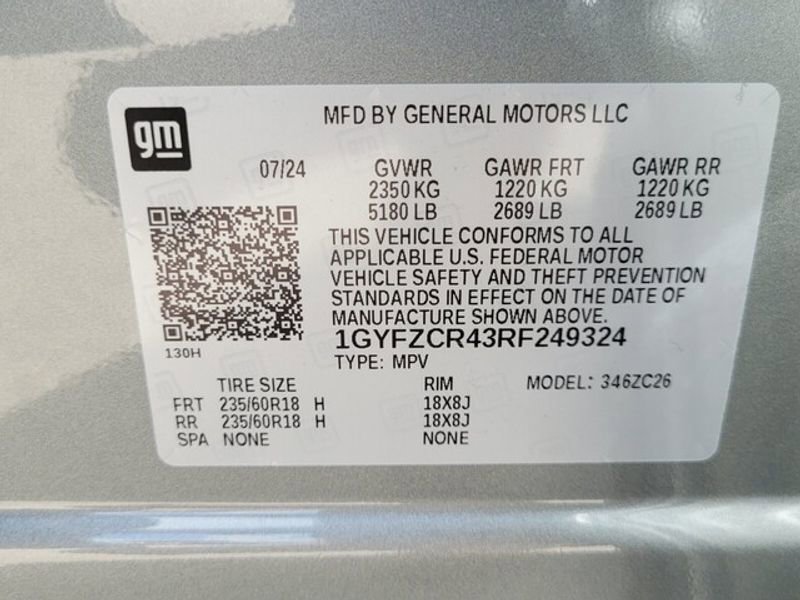 gm
MFD BY GENERAL MOTORS LLC
07/24 GVWR GAWR FRT GAWR RR
2350 KG 1220 KG 1220 KG
5180 LB 2689 LB 2689 LB
THIS VEHICLE CONFORMS TO ALL
APPLICABLE U.S. FEDERAL MOTOR
VEHICLE SAFETY AND THEFT PREVENTION
STANDARDS IN EFFECT ON THE DATE OF
MANUFACTURE SHOWN ABOVE.
1GYFZCR43RF249324
130H
TYPE: MPV
TIRE SIZE RIM MODEL: 346ZC26
FRT 235/60R18 H 18X8J
RR 235/60R18 H 18X8J
SPA NONE NONE